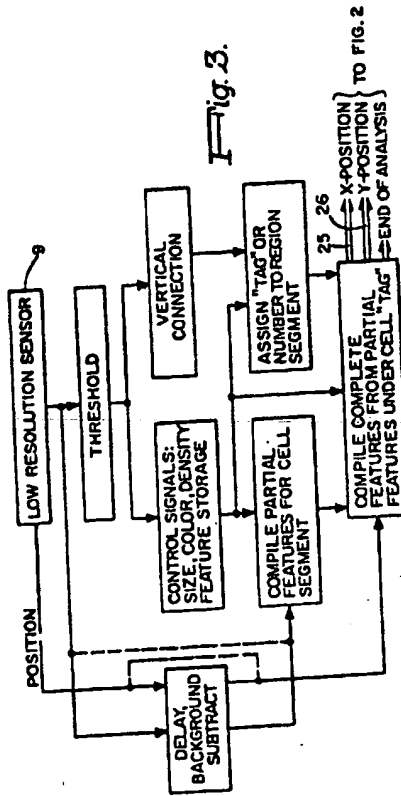 LOW RESOLUTION SENSOR
9
POSITION
THRESHOLD
CONTROL SIGNALS:
SIZE, COLOR, DENSITY
FEATURE STORAGE
VERTICAL
CONNECTION
DELAY,
BACKGROUND
SUBTRACT
COMPILE PARTIAL
FEATURES FOR CELL
SEGMENT
ASSIGN "TAG" OR
NUMBER TO REGION
SEGMENT
COMPILE COMPLETE
FEATURES FROM PARTIAL
FEATURES UNDER CELL "TAG"
25
X-POSITION
26
Y-POSITION
END OF ANALYSIS
TO FIG. 2
Fig. 3.